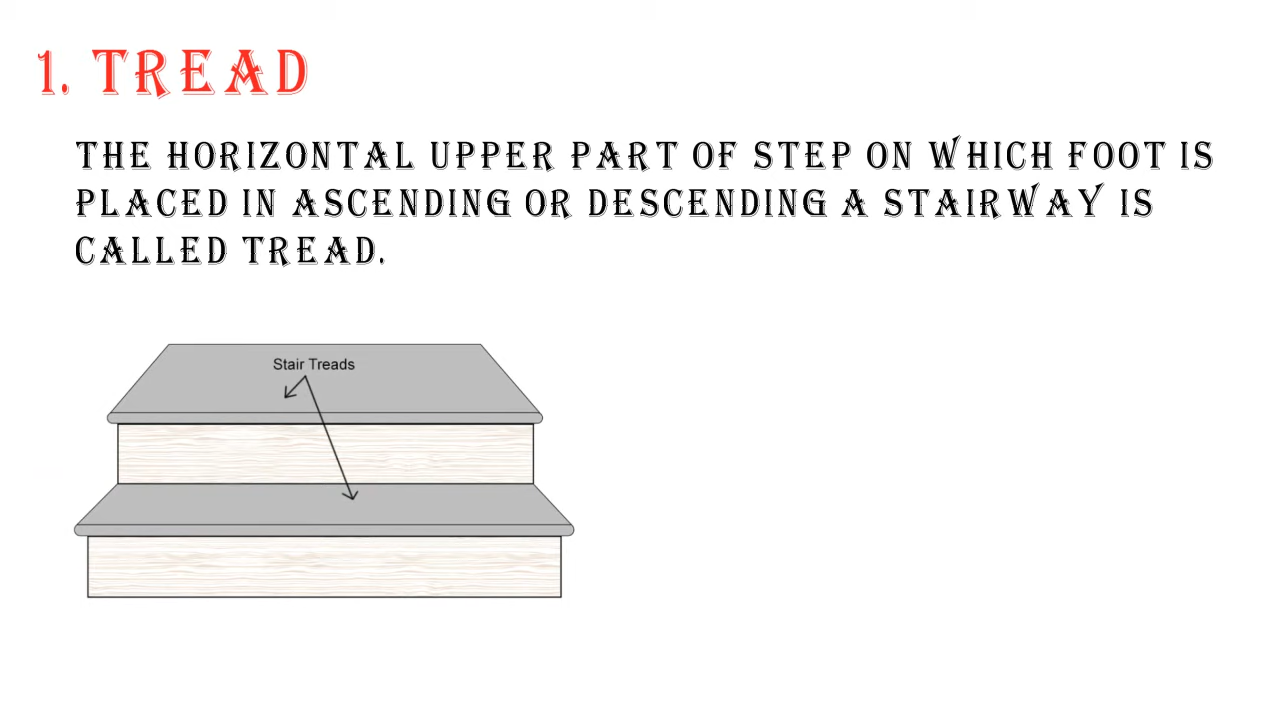 1. TREAD
THE HORIZONTAL UPPER PART OF STEP ON WHICH FOOT IS
PLACED IN ASCENDING OR DESCENDING A STAIRWAY IS
CALLED TREAD.
Stair Treads